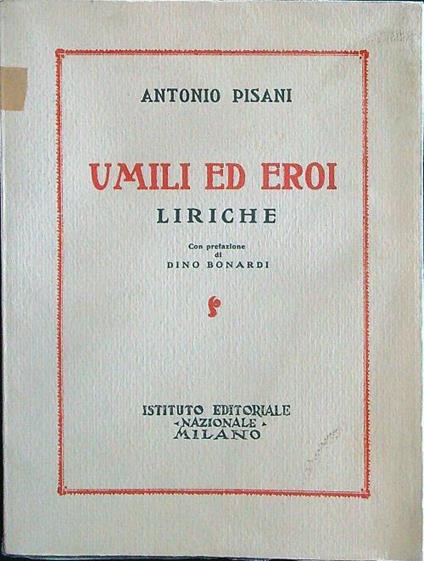 ANTONIO PISANI
UMILI ED EROI
LIRICHE
Con prefazione
di
DINO BONARDI
ISTITUTO EDITORIALE
NAZIONALE
MILANO